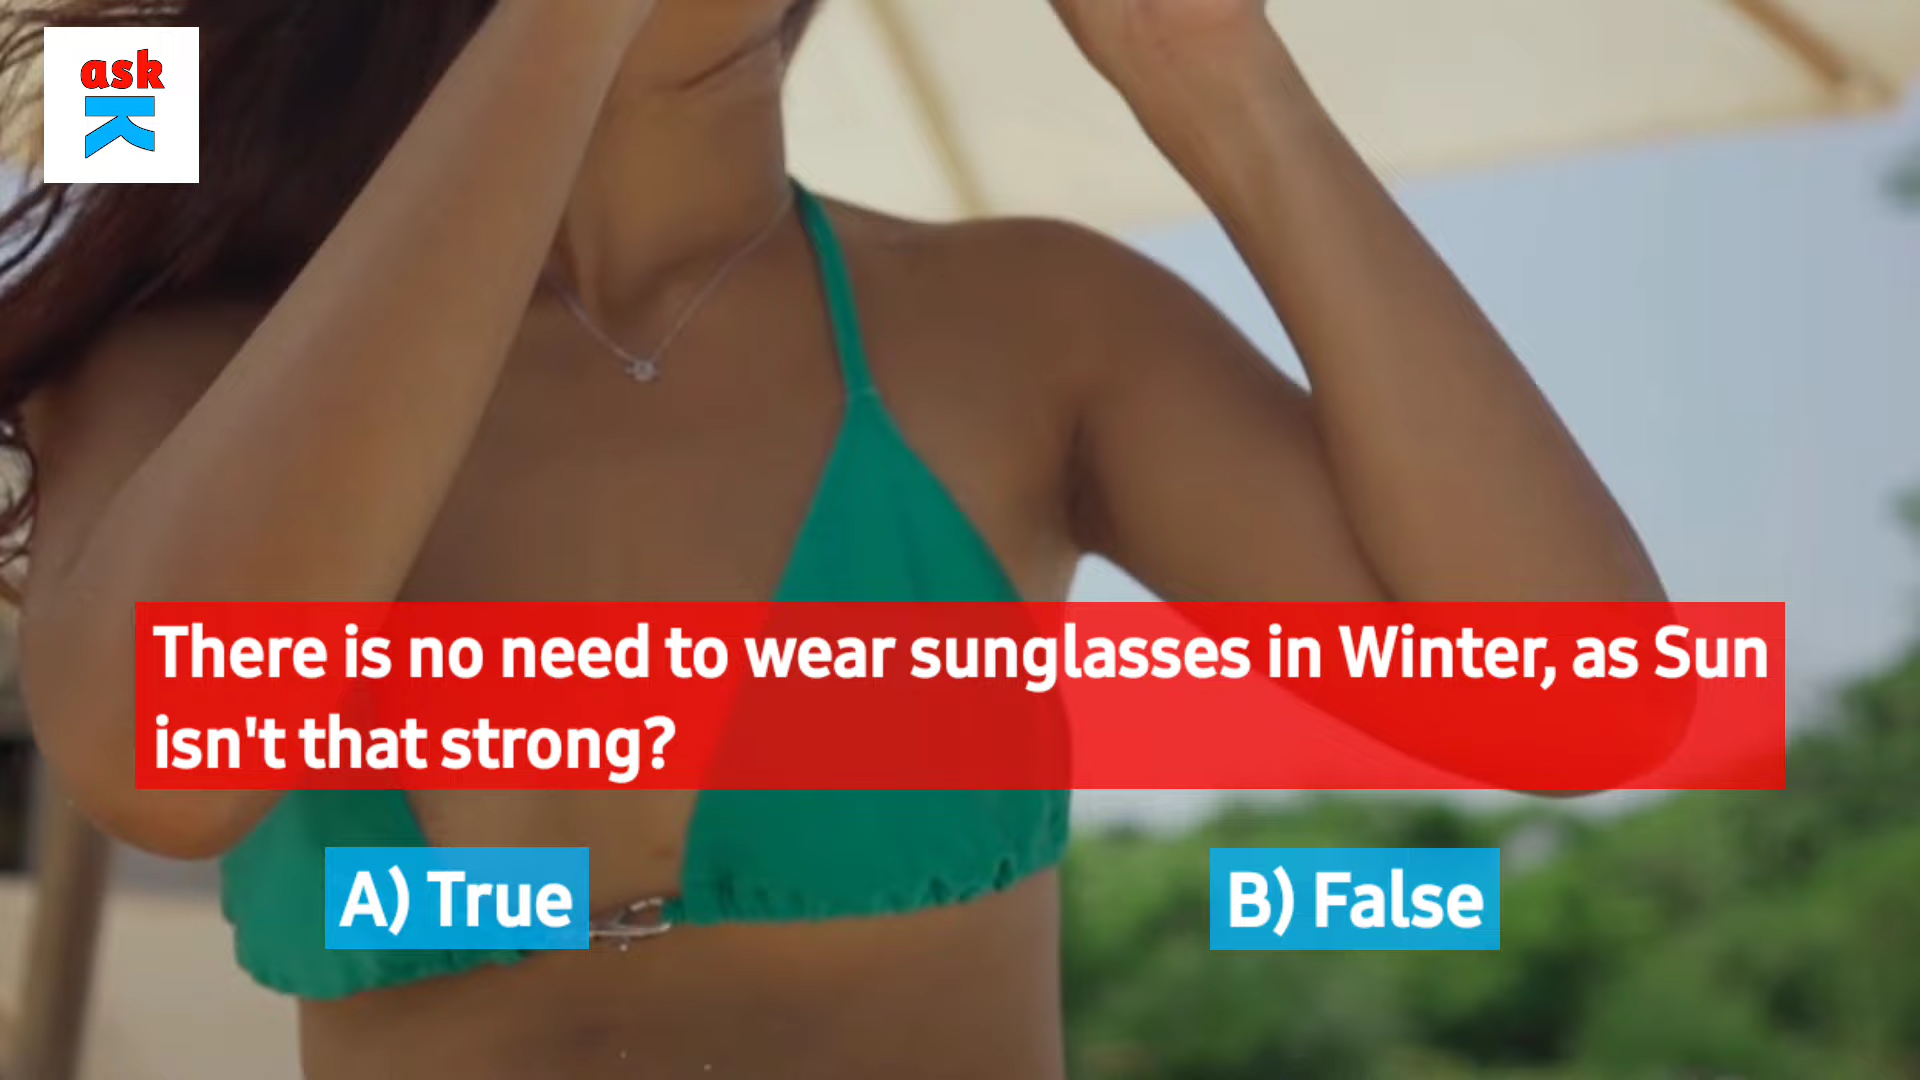 ask
K
There is no need to wear sunglasses in Winter, as Sun
isn't that strong?
A) True
B) False